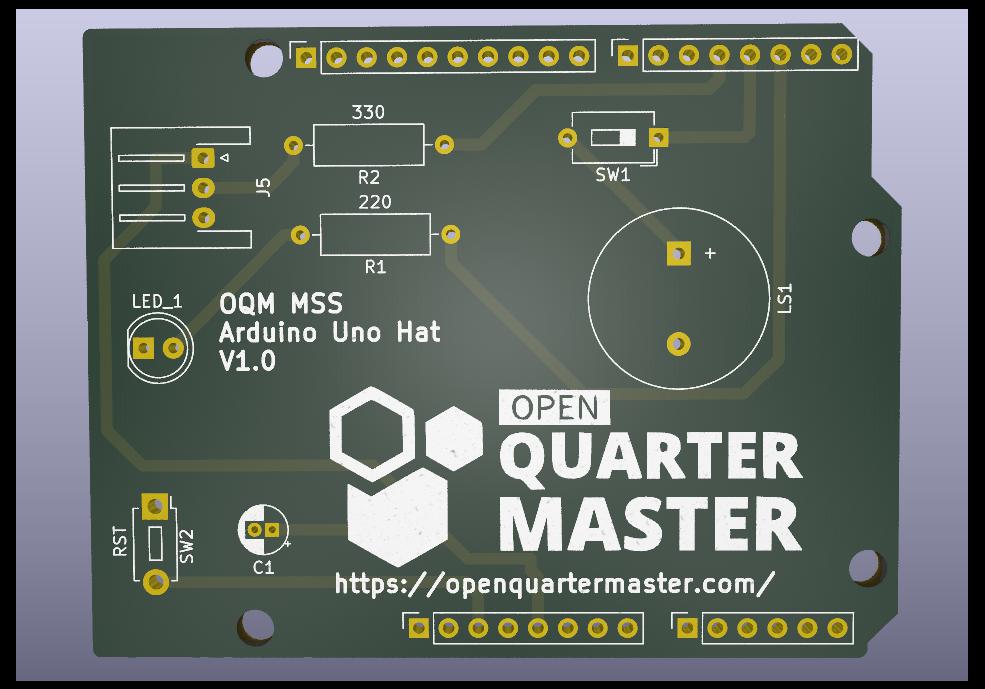 330
R2
SW1
J5
220
R1
+
LS1
LED_1
OQM MSS
Arduino Uno Hat
V1.0
OPEN
QUARTER
MASTER
RST
SW2
C1
+
https://openquartermaster.com/